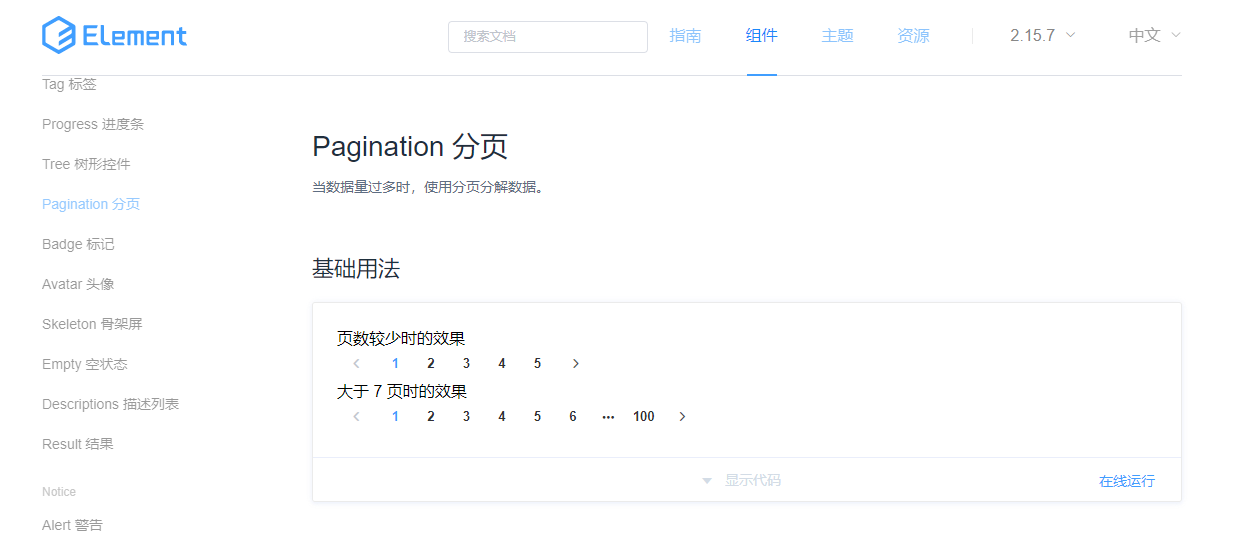 Element
搜索文档
指南
组件
主题
资源
2.15.7
中文
Tag 标签
Progress 进度条
Tree 树形控件
Pagination 分页
Badge 标记
Avatar 头像
Skeleton 骨架屏
Empty 空状态
Descriptions 描述列表
Result 结果
Notice
Alert 警告
Pagination 分页
当数据量过多时，使用分页分解数据。
基础用法
页数较少时的效果
1 2 3 4 5
大于 7 页时的效果
1 2 3 4 5 6 ••• 100
显示代码
在线运行